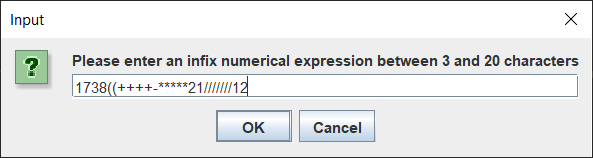 Input
Please enter an infix numerical expression between 3 and 20 characters
1738((++++-*****21///////12
OK
Cancel